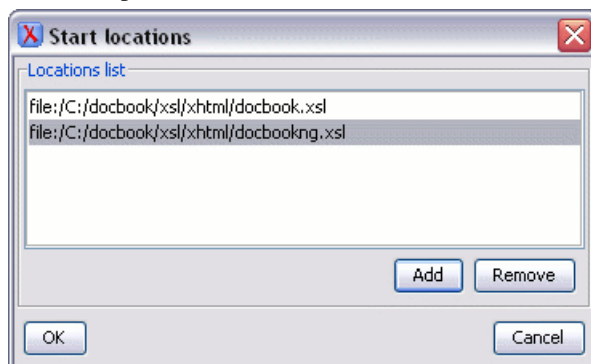 Start locations
Locations list
file:/C:/docbook/xsl/xhtml/docbook.xsl
file:/C:/docbook/xsl/xhtml/docbookng.xsl
Add Remove
OK Cancel